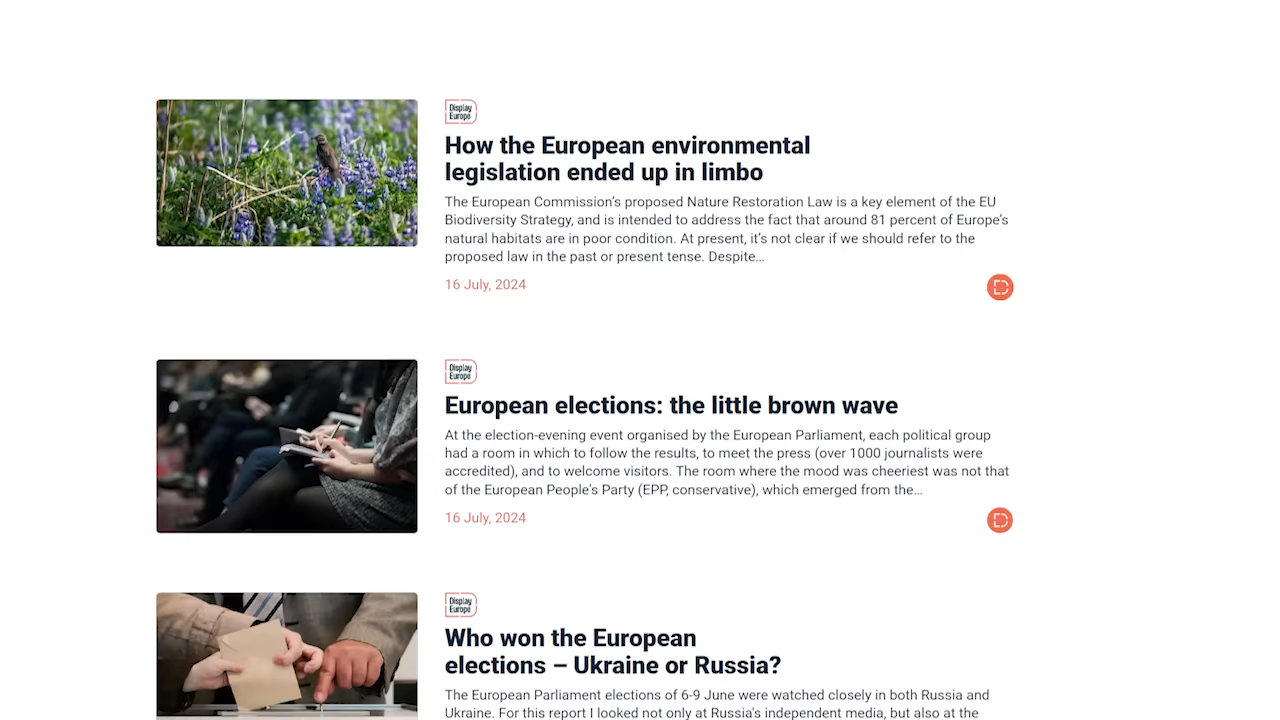 Display
Europe
How the European environmental
legislation ended up in limbo
The European Commission's proposed Nature Restoration Law is a key element of the EU
Biodiversity Strategy, and is intended to address the fact that around 81 percent of Europe's
natural habitats are in poor condition. At present, it's not clear if we should refer to the
proposed law in the past or present tense. Despite…
16 July, 2024
Display
Europe
European elections: the little brown wave
At the election-evening event organised by the European Parliament, each political group
had a room in which to follow the results, to meet the press (over 1000 journalists were
accredited), and to welcome visitors. The room where the mood was cheeriest was not that
of the European People's Party (EPP, conservative), which emerged from the…
16 July, 2024
Display
Europe
Who won the European
elections – Ukraine or Russia?
The European Parliament elections of 6-9 June were watched closely in both Russia and
Ukraine. For this report I looked not only at Russia's independent media, but also at the